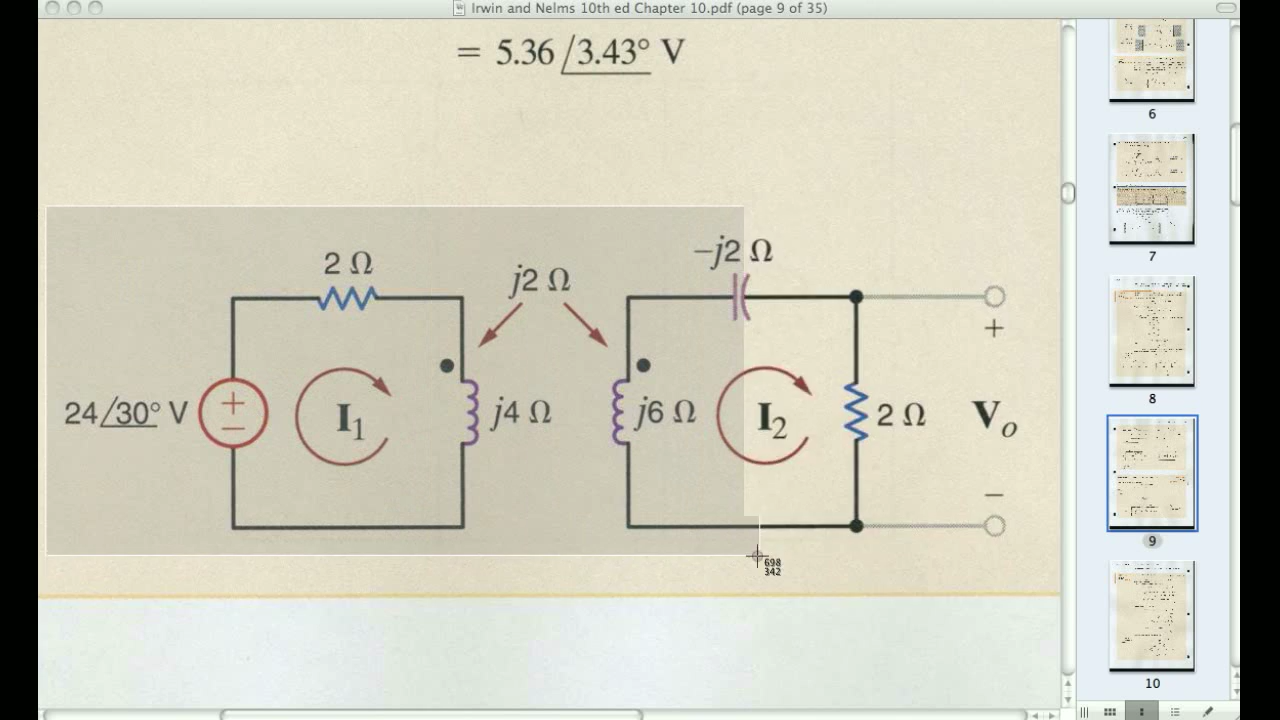 Irwin and Nelms 10th ed Chapter 10.pdf (page 9 of 35)
= 5.36 /3.43° V
6
7
8
9
10
−j2 Ω
2 Ω
j2 Ω
+
24/30° V
+
−
I1
j4 Ω
j6 Ω
I2
2 Ω
Vo
−
698
342